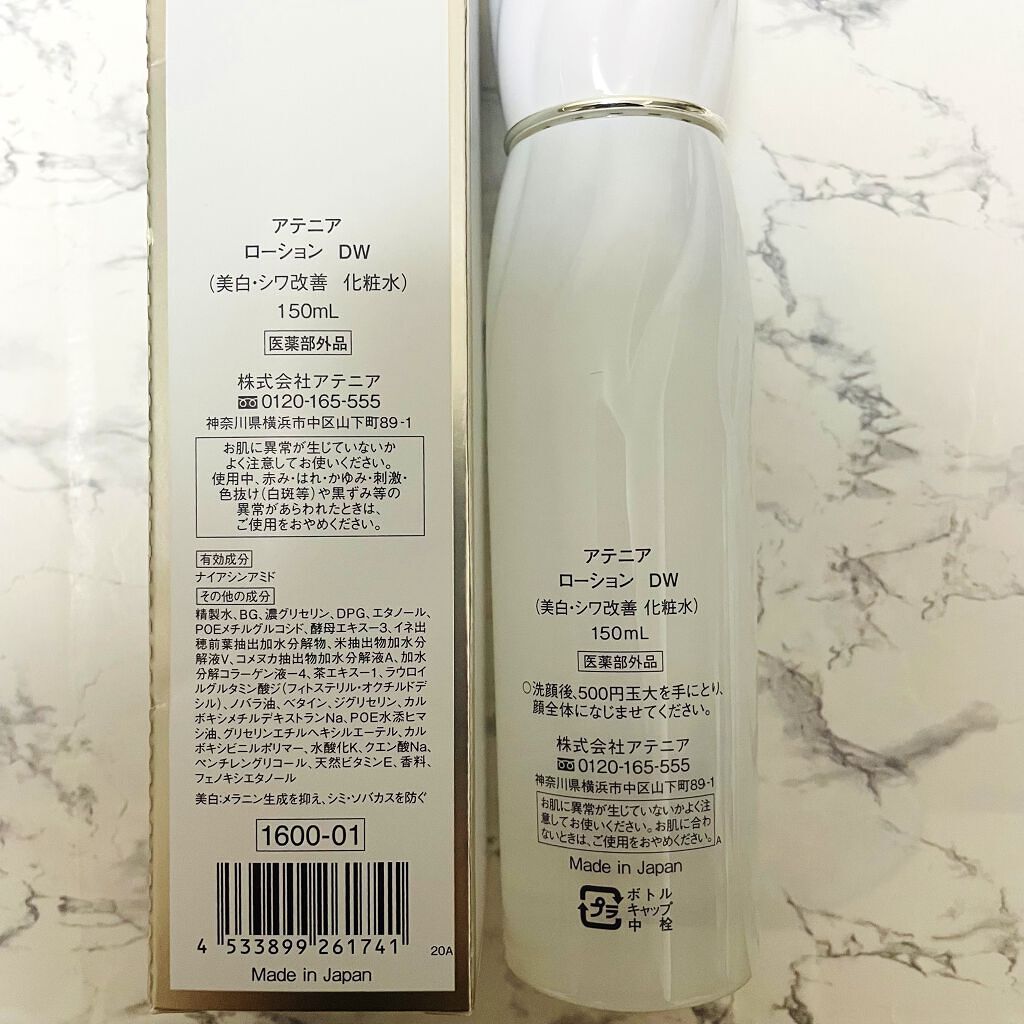 アテニア
ローション DW
(美白・シワ改善 化粧水)
150mL
医薬部外品
株式会社アテニア
0120-165-555
神奈川県横浜市中区山下町89-1
お肌に異常が生じていないか
よく注意してお使いください。
使用中、赤み・はれ・かゆみ・刺激・
色抜け(白斑等)や黒ずみ等の
異常があらわれたときは、
ご使用をおやめください。
有効成分
ナイアシンアミド
その他の成分
精製水、BG、濃グリセリン、DPG、エタノール、
POEメチルグルコシド、酵母エキス-3、イネ出
穂前葉抽出加水分解物、米抽出物加水分
解液V、コメヌカ抽出物加水分解液A、加水
分解コラーゲン液-4、茶エキス-1、ラウロイ
ルグルタミン酸ジ(フィトステリル・オクチルドデ
シル)、ノバラ油、ベタイン、ジグリセリン、カル
ボキシメチルデキストランNa、POE水添ヒマ
シ油、グリセリンエチルヘキシルエーテル、カル
ボキシビニルポリマー、水酸化K、クエン酸Na、
ペンチレングリコール、天然ビタミンE、香料、
フェノキシエタノール
美白:メラニン生成を抑え、シミ・ソバカスを防ぐ
1600-01
4 533899 261741
20A
Made in Japan
アテニア
ローション DW
(美白・シワ改善 化粧水)
150mL
医薬部外品
○洗顔後、500円玉大を手にとり、
顔全体になじませてください。
株式会社アテニア
0120-165-555
神奈川県横浜市中区山下町89-1
お肌に異常が生じていないかよく注
意してお使いください。お肌に合わ
ないときは、ご使用をおやめください。
A
Made in Japan
プラ
ボトル
キャップ
中栓